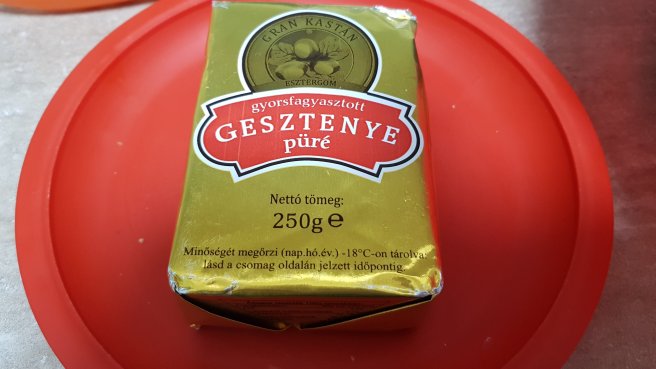 GRAN KASTÁN
ESZTERGOM
gyorsfagyasztott
GESZTENYE
püré
Nettó tömeg:
250g ℮
Minőségét megőrzi (nap.hó.év.) -18°C-on tárolva:
lásd a csomag oldalán jelzett időpontig.